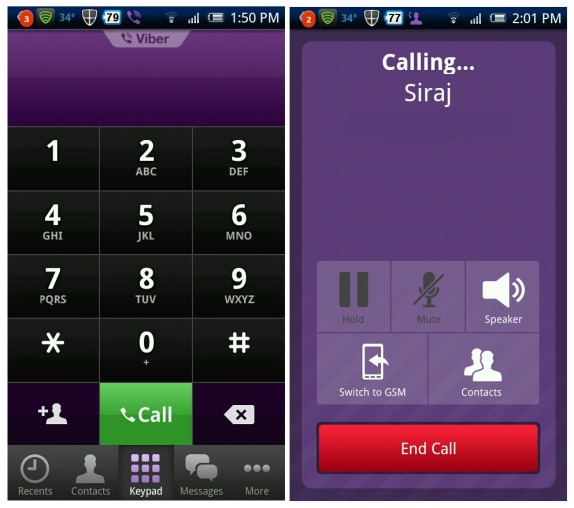 3 34° 79 1:50 PM
Viber
1 2 3
ABC DEF
4 5 6
GHI JKL MNO
7 8 9
PQRS TUV WXYZ
* 0 #
+
+ Call
Recents Contacts Keypad Messages More
2 34° 77 2:01 PM
Calling...
Siraj
Hold Mute Speaker
Switch to GSM Contacts
End Call